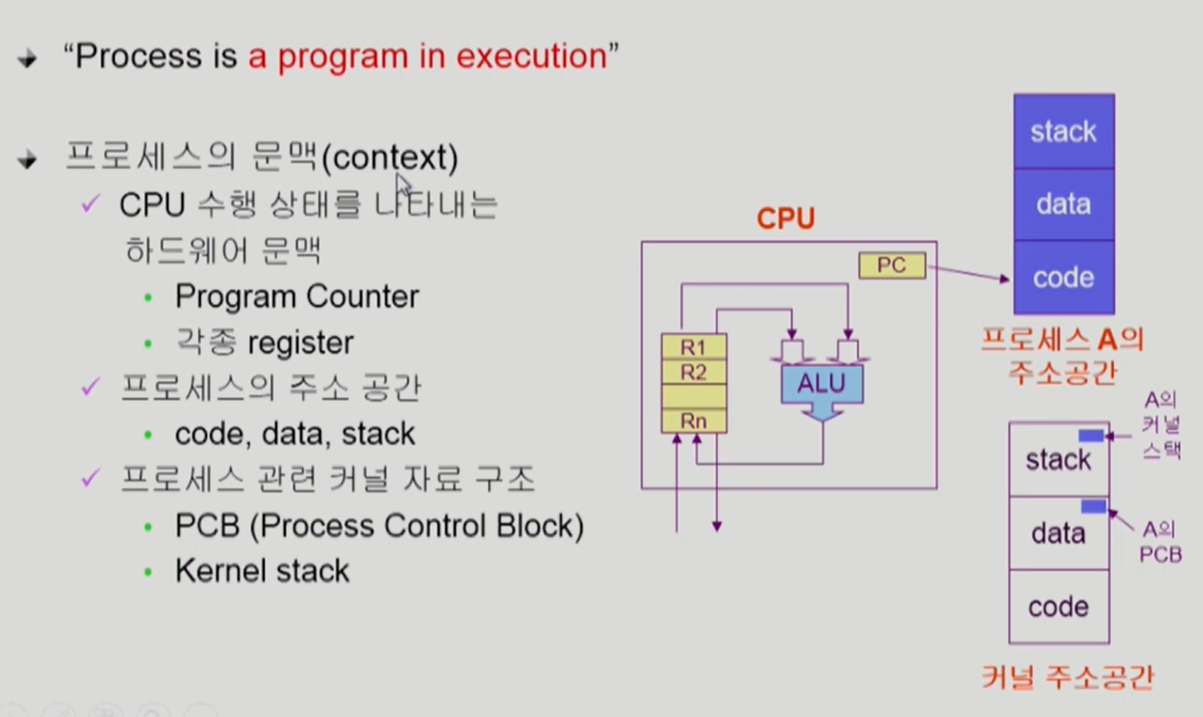 “Process is a program in execution”
프로세스의 문맥(context)
CPU 수행 상태를 나타내는
하드웨어 문맥
Program Counter
각종 register
프로세스의 주소 공간
code, data, stack
프로세스 관련 커널 자료 구조
PCB (Process Control Block)
Kernel stack
CPU
PC
R1
R2
Rn
ALU
stack
data
code
프로세스 A의
주소공간
A의
커널
스택
stack
data
A의
PCB
code
커널 주소공간